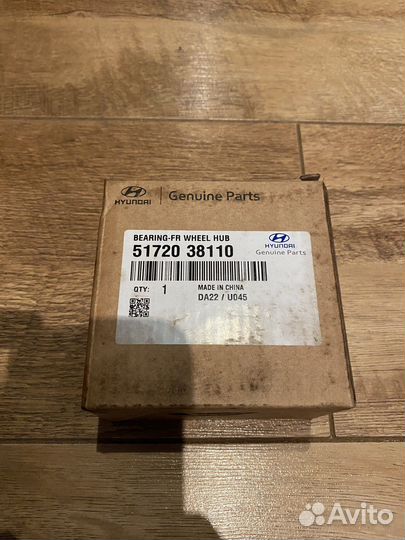 HYUNDAI | Genuine Parts
BEARING-FR WHEEL HUB
51720 38110
HYUNDAI
Genuine Parts
QTY: 1
MADE IN CHINA
DA22 / U045
Avito